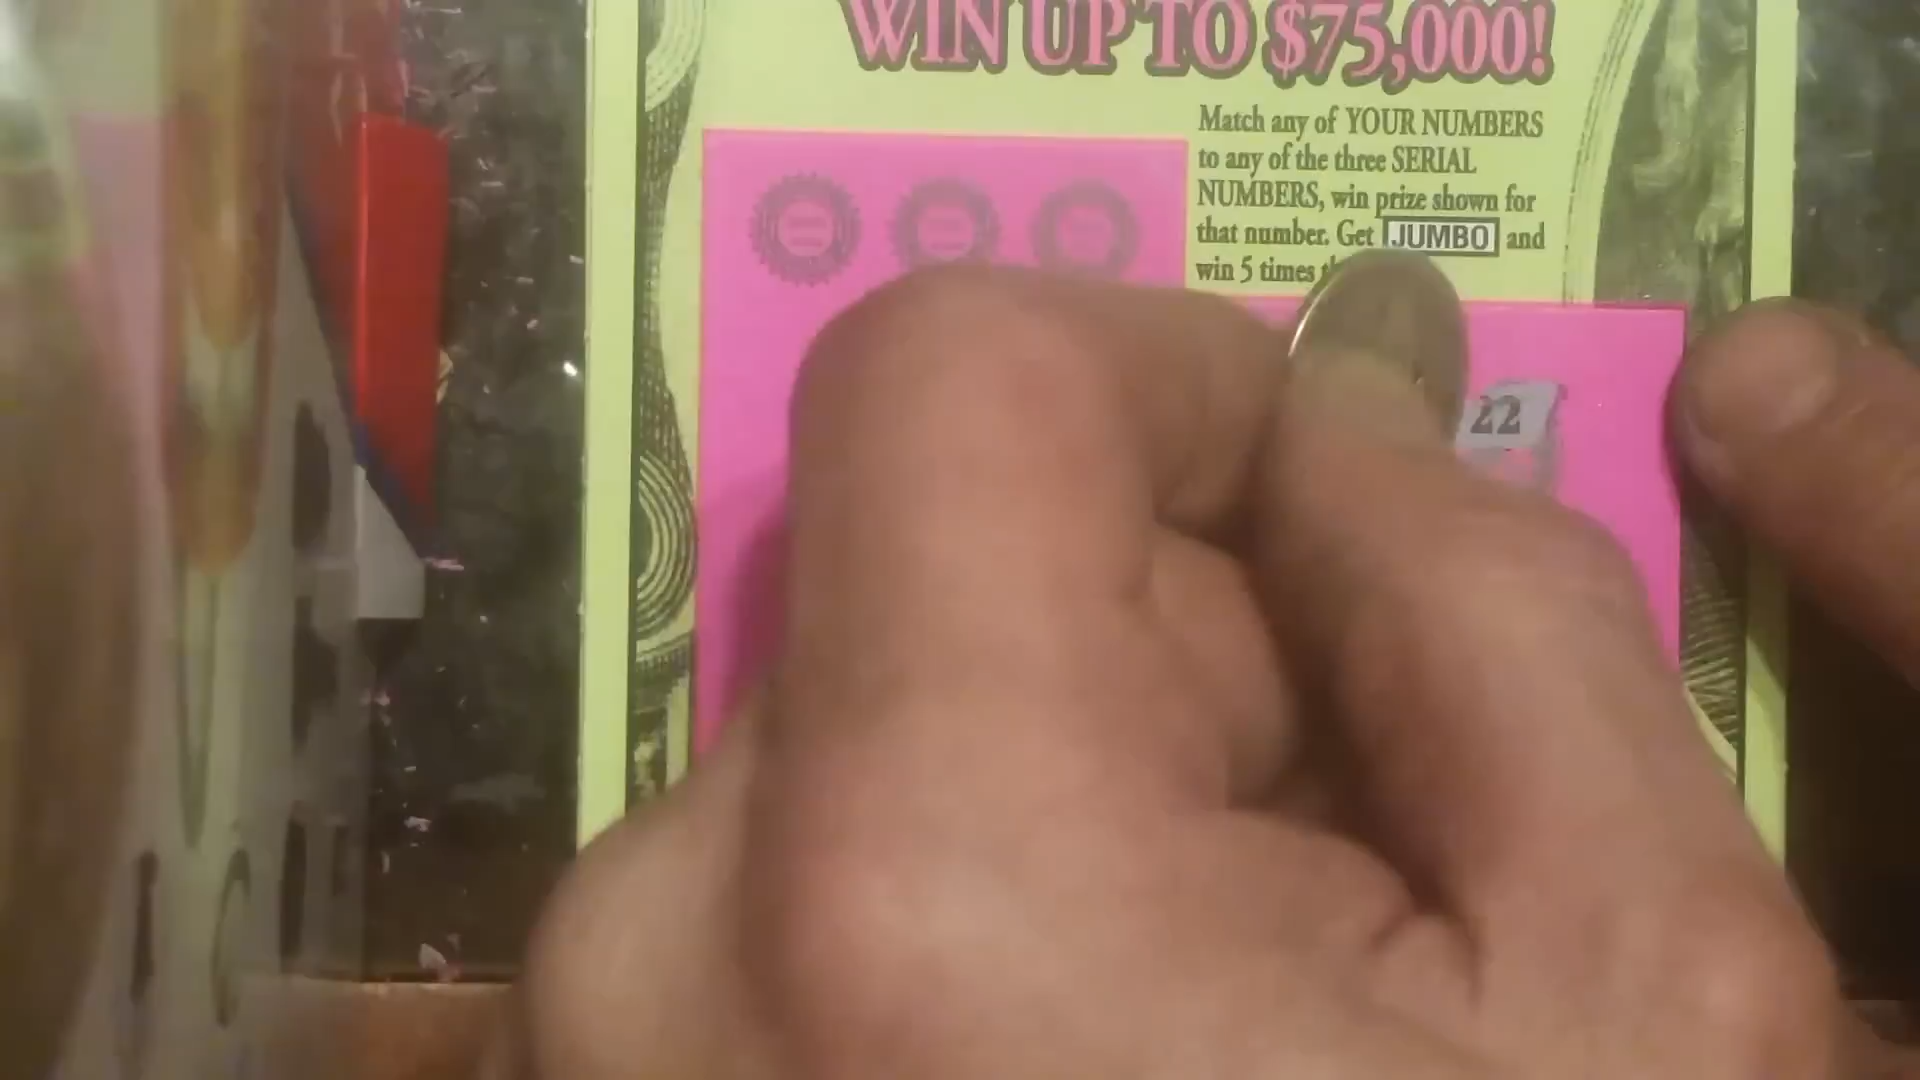 WIN UP TO $75,000!
Match any of YOUR NUMBERS
to any of the three SERIAL
NUMBERS, win prize shown for
that number. Get JUMBO and
win 5 times
22